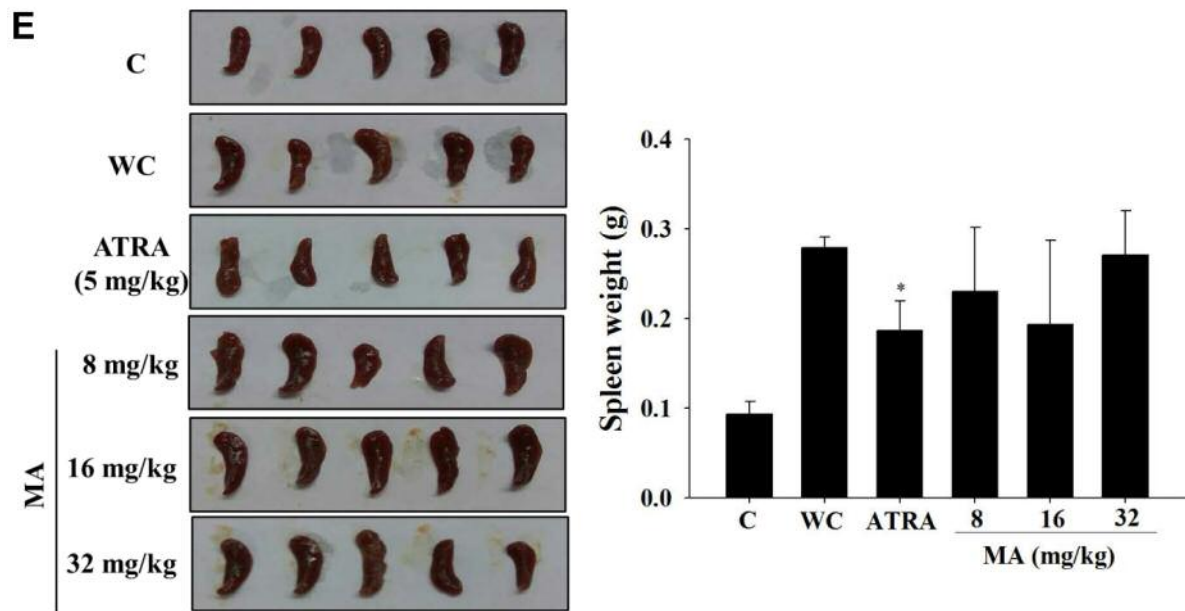 E
C
WC
ATRA
(5 mg/kg)
8 mg/kg
16 mg/kg
32 mg/kg
MA
Spleen weight (g)
0.4
0.3
0.2
0.1
0.0
*
C WC ATRA 8 16 32
MA (mg/kg)